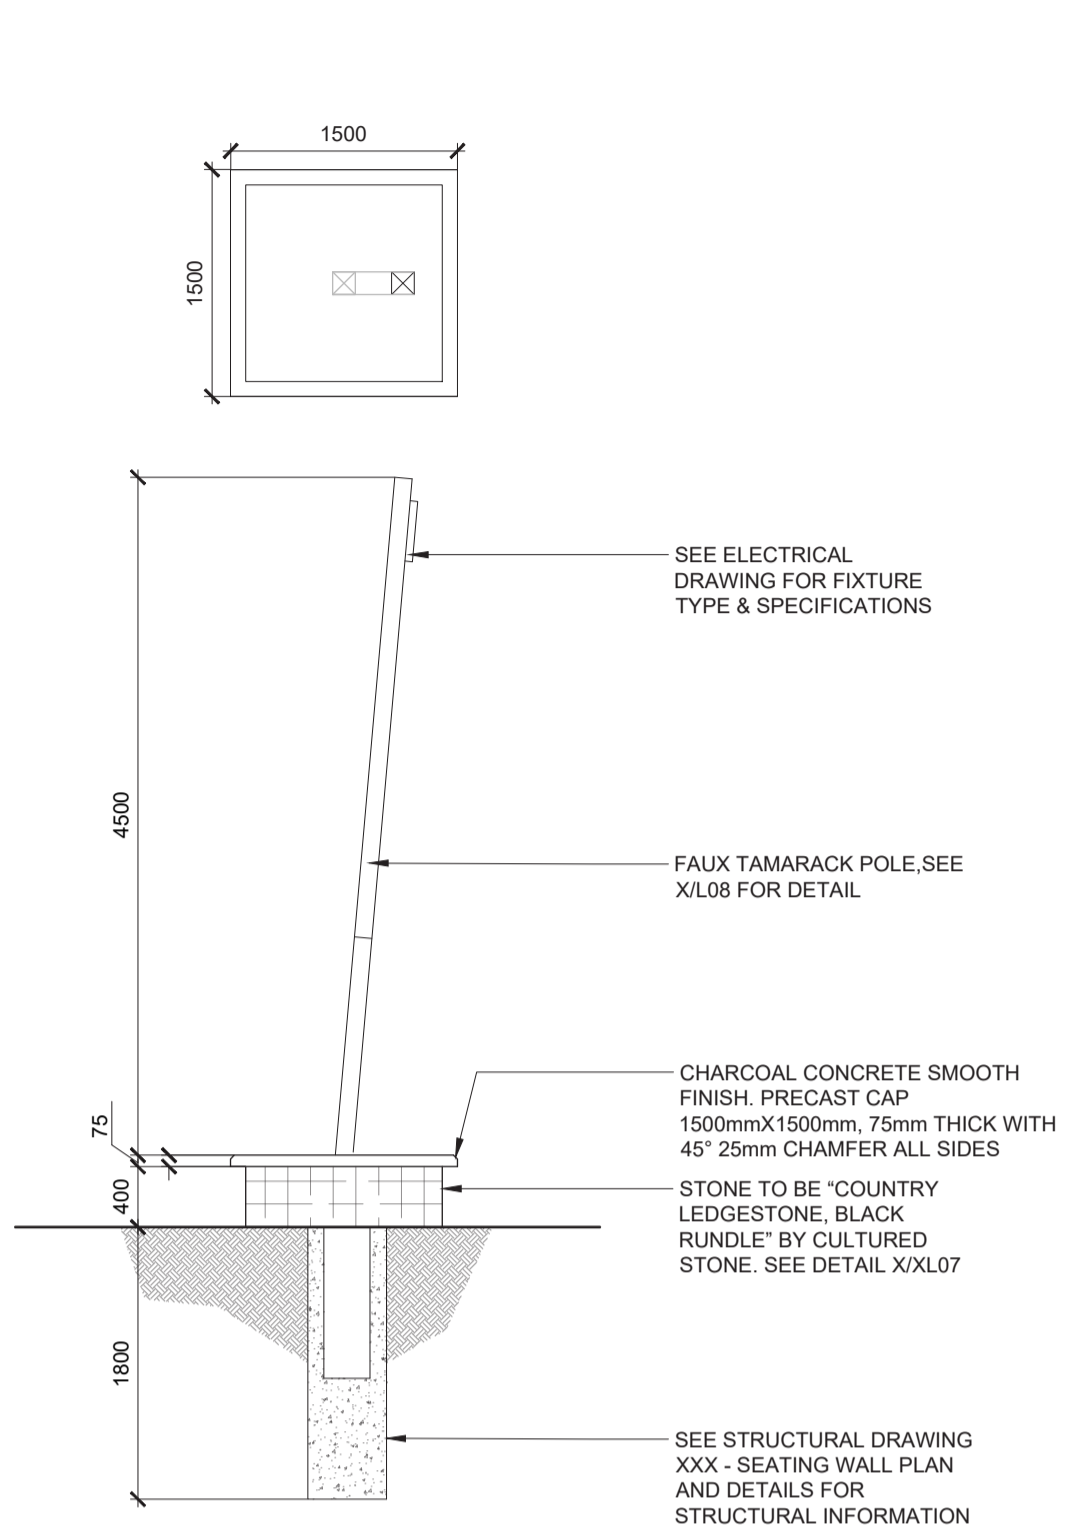 1500
1500
SEE ELECTRICAL
DRAWING FOR FIXTURE
TYPE & SPECIFICATIONS
4500
FAUX TAMARACK POLE,SEE
X/L08 FOR DETAIL
CHARCOAL CONCRETE SMOOTH
FINISH. PRECAST CAP
1500mmX1500mm, 75mm THICK WITH
45° 25mm CHAMFER ALL SIDES
75
400
STONE TO BE “COUNTRY
LEDGESTONE, BLACK
RUNDLE” BY CULTURED
STONE. SEE DETAIL X/XL07
1800
SEE STRUCTURAL DRAWING
XXX - SEATING WALL PLAN
AND DETAILS FOR
STRUCTURAL INFORMATION